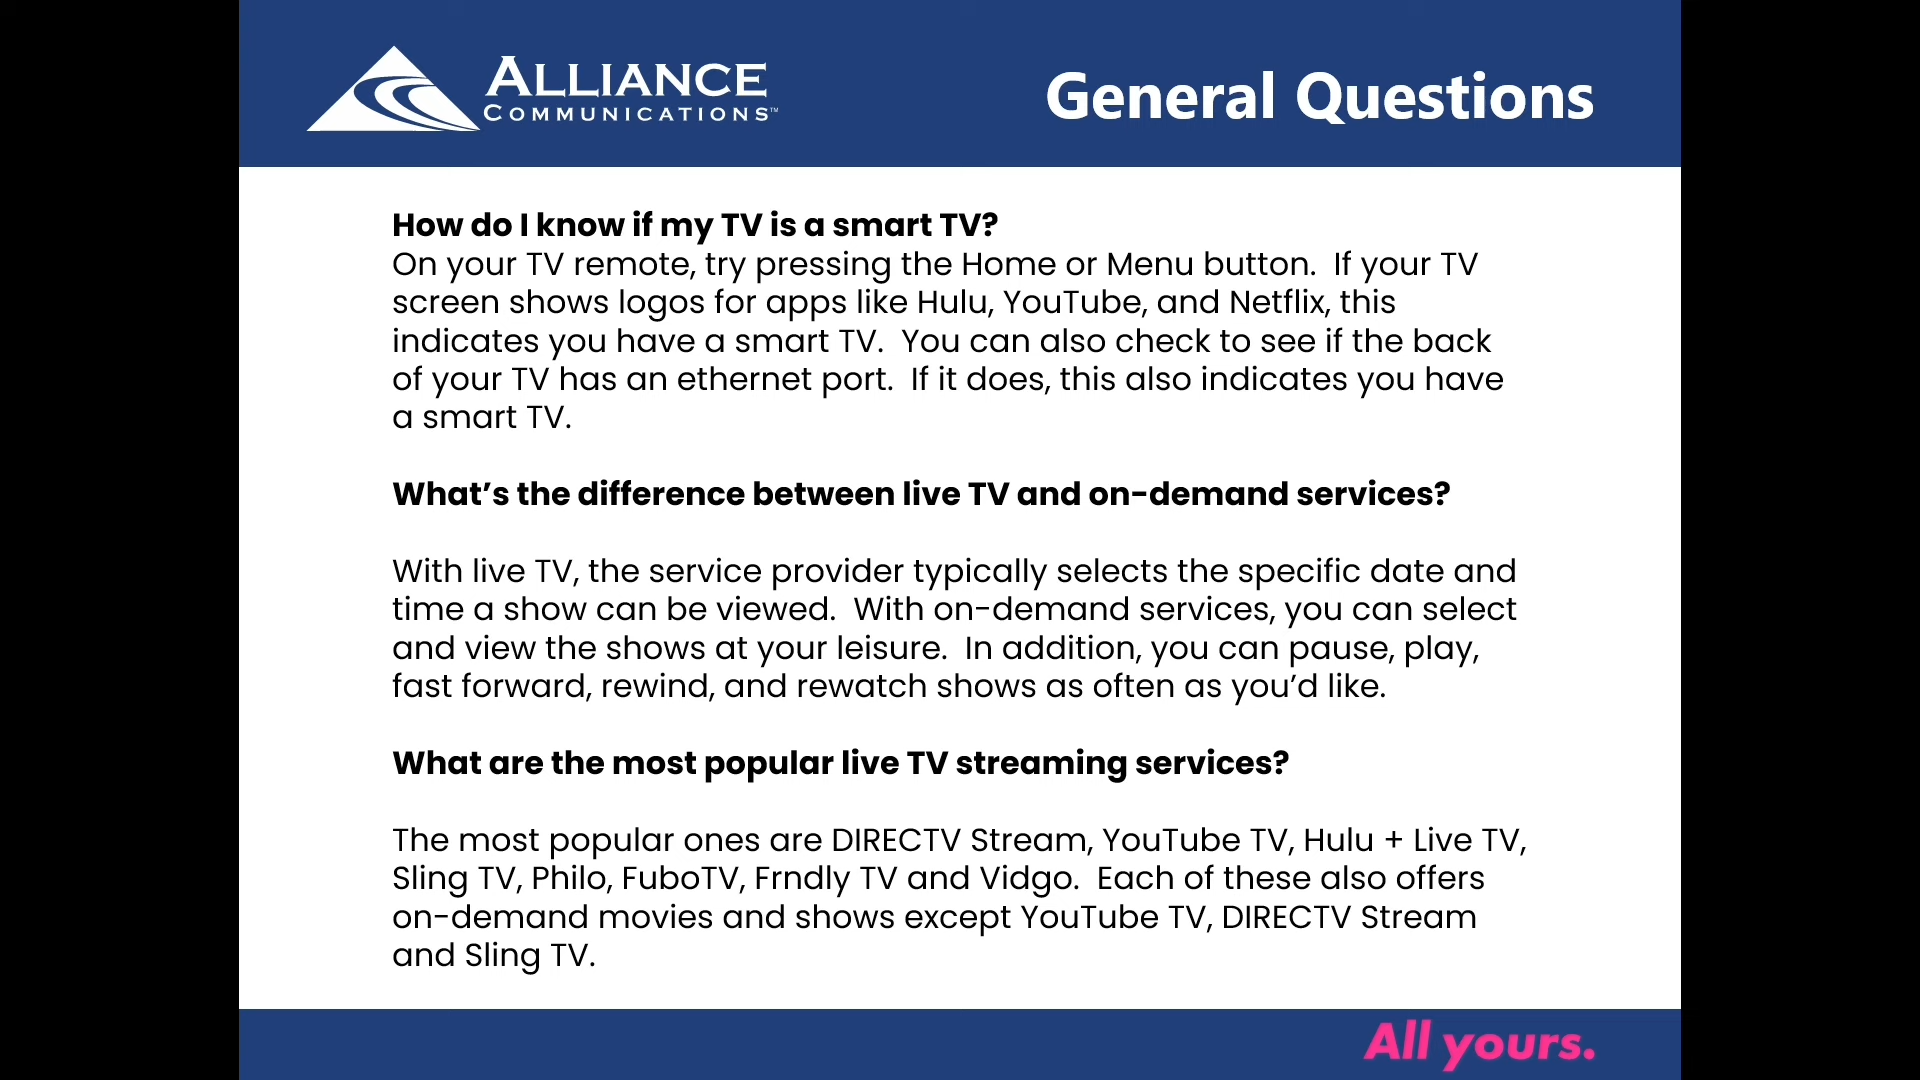 ALLIANCE
COMMUNICATIONS™
General Questions
How do I know if my TV is a smart TV?
On your TV remote, try pressing the Home or Menu button.  If your TV
screen shows logos for apps like Hulu, YouTube, and Netflix, this
indicates you have a smart TV.  You can also check to see if the back
of your TV has an ethernet port.  If it does, this also indicates you have
a smart TV.
What's the difference between live TV and on-demand services?
With live TV, the service provider typically selects the specific date and
time a show can be viewed.  With on-demand services, you can select
and view the shows at your leisure.  In addition, you can pause, play,
fast forward, rewind, and rewatch shows as often as you'd like.
What are the most popular live TV streaming services?
The most popular ones are DIRECTV Stream, YouTube TV, Hulu + Live TV,
Sling TV, Philo, FuboTV, Frndly TV and Vidgo.  Each of these also offers
on-demand movies and shows except YouTube TV, DIRECTV Stream
and Sling TV.
All yours.